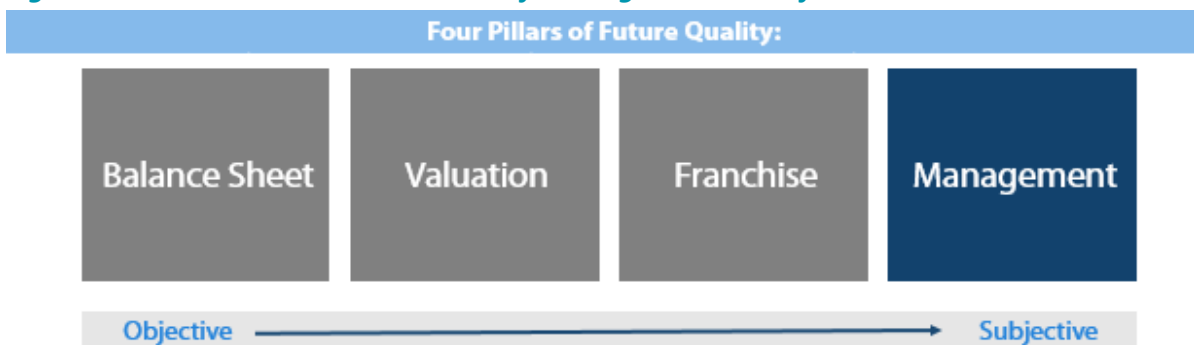 Four Pillars of Future Quality:
Balance Sheet
Valuation
Franchise
Management
Objective
Subjective